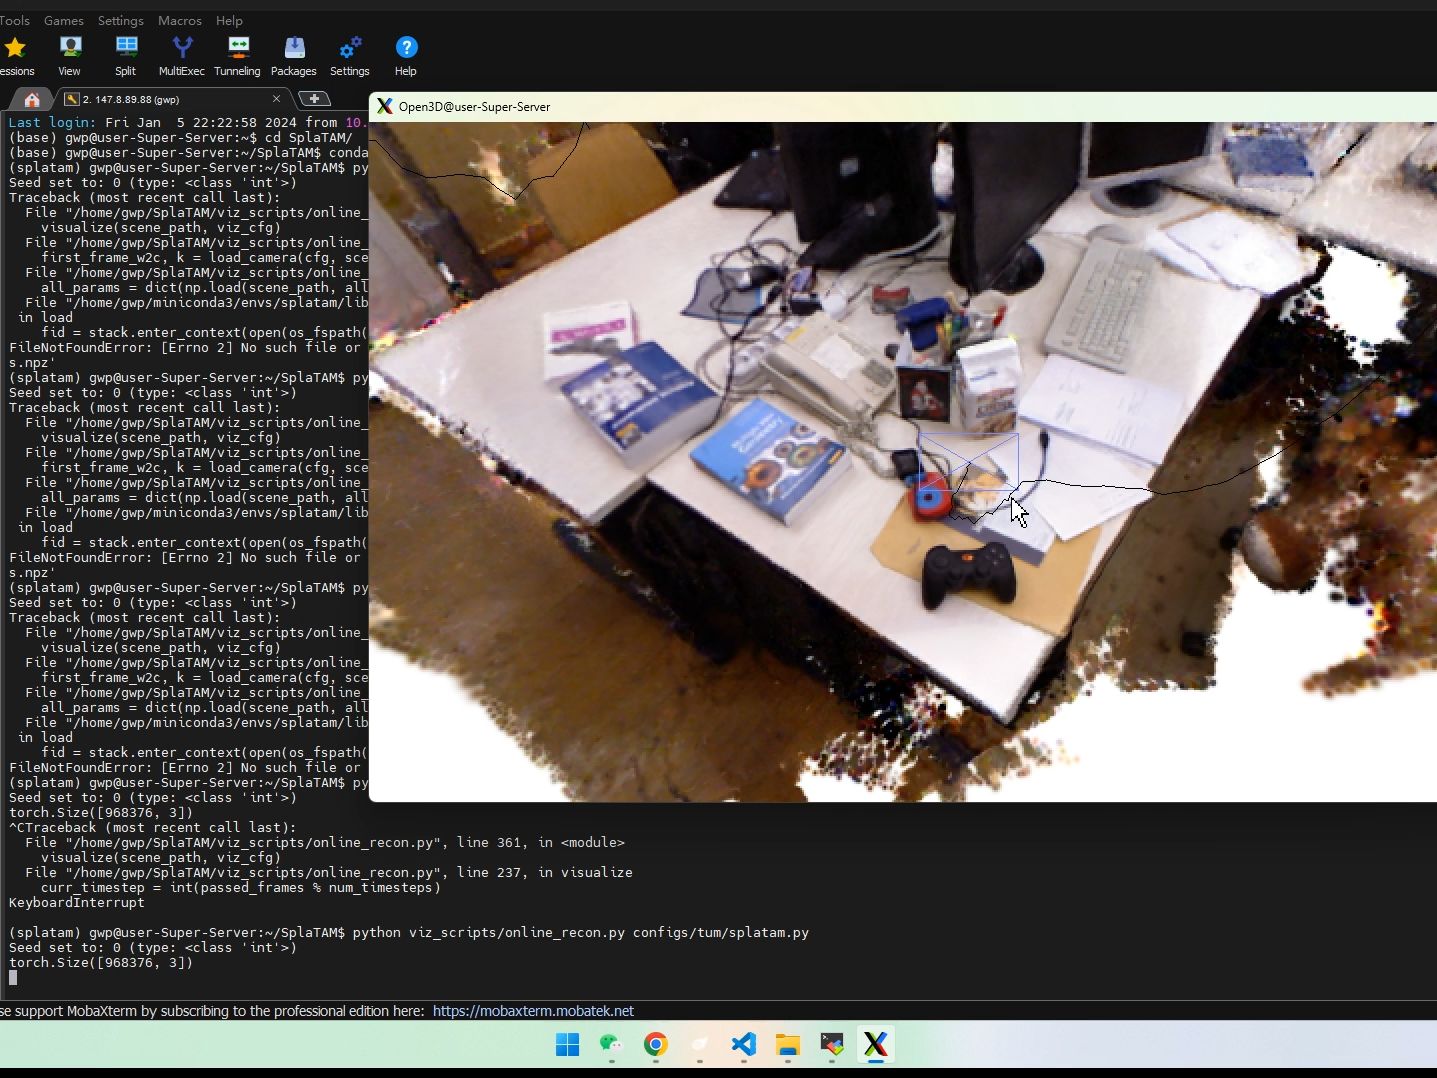 Tools Games Settings Macros Help
essions View Split MultiExec Tunneling Packages Settings Help
2. 147.8.89.88 (gwp)
Open3D@user-Super-Server
Last login: Fri Jan  5 22:22:58 2024 from 10.
(base) gwp@user-Super-Server:~$ cd SplaTAM/
(base) gwp@user-Super-Server:~/SplaTAM$ conda
(splatam) gwp@user-Super-Server:~/SplaTAM$ py
Seed set to: 0 (type: <class 'int'>)
Traceback (most recent call last):
  File "/home/gwp/SplaTAM/viz_scripts/online_
    visualize(scene_path, viz_cfg)
  File "/home/gwp/SplaTAM/viz_scripts/online_
    first_frame_w2c, k = load_camera(cfg, sce
  File "/home/gwp/SplaTAM/viz_scripts/online_
    all_params = dict(np.load(scene_path, all
  File "/home/gwp/miniconda3/envs/splatam/lib
 in load
    fid = stack.enter_context(open(os_fspath(
FileNotFoundError: [Errno 2] No such file or
s.npz'
(splatam) gwp@user-Super-Server:~/SplaTAM$ py
Seed set to: 0 (type: <class 'int'>)
Traceback (most recent call last):
  File "/home/gwp/SplaTAM/viz_scripts/online_
    visualize(scene_path, viz_cfg)
  File "/home/gwp/SplaTAM/viz_scripts/online_
    first_frame_w2c, k = load_camera(cfg, sce
  File "/home/gwp/SplaTAM/viz_scripts/online_
    all_params = dict(np.load(scene_path, all
  File "/home/gwp/miniconda3/envs/splatam/lib
 in load
    fid = stack.enter_context(open(os_fspath(
FileNotFoundError: [Errno 2] No such file or
s.npz'
(splatam) gwp@user-Super-Server:~/SplaTAM$ py
Seed set to: 0 (type: <class 'int'>)
Traceback (most recent call last):
  File "/home/gwp/SplaTAM/viz_scripts/online_
    visualize(scene_path, viz_cfg)
  File "/home/gwp/SplaTAM/viz_scripts/online_
    first_frame_w2c, k = load_camera(cfg, sce
  File "/home/gwp/SplaTAM/viz_scripts/online_
    all_params = dict(np.load(scene_path, all
  File "/home/gwp/miniconda3/envs/splatam/lib
 in load
    fid = stack.enter_context(open(os_fspath(
FileNotFoundError: [Errno 2] No such file or
(splatam) gwp@user-Super-Server:~/SplaTAM$ py
Seed set to: 0 (type: <class 'int'>)
torch.Size([968376, 3])
^CTraceback (most recent call last):
  File "/home/gwp/SplaTAM/viz_scripts/online_recon.py", line 361, in <module>
    visualize(scene_path, viz_cfg)
  File "/home/gwp/SplaTAM/viz_scripts/online_recon.py", line 237, in visualize
    curr_timestep = int(passed_frames % num_timesteps)
KeyboardInterrupt
(splatam) gwp@user-Super-Server:~/SplaTAM$ python viz_scripts/online_recon.py configs/tum/splatam.py
Seed set to: 0 (type: <class 'int'>)
torch.Size([968376, 3])
se support MobaXterm by subscribing to the professional edition here: https://mobaxterm.mobatek.net